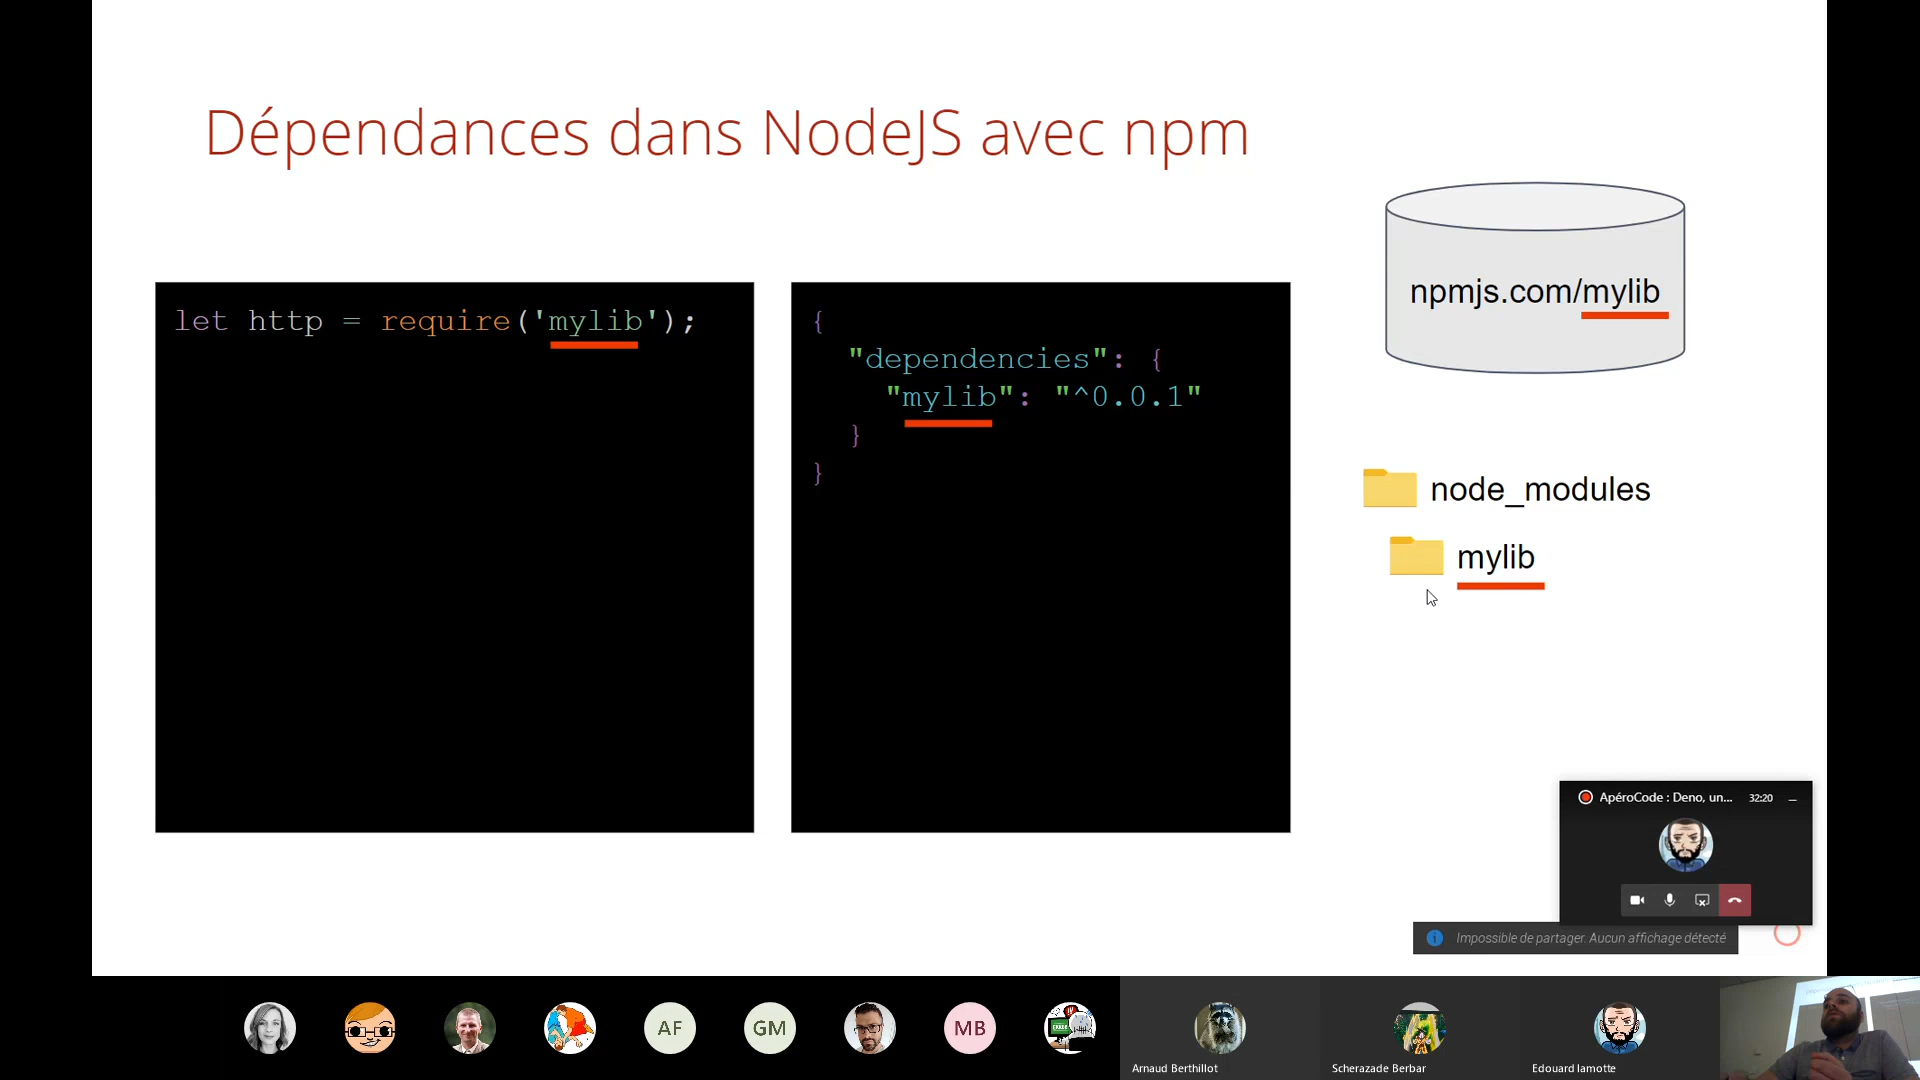 Dépendances dans NodeJS avec npm
let http = require('mylib');
{
"dependencies": {
"mylib": "^0.0.1"
}
}
npmjs.com/mylib
node_modules
mylib
ApéroCode : Deno, un... 32:20
Impossible de partager. Aucun affichage détecté
AF
GM
MB
Arnaud Berthillot
Scherazade Berbar
Edouard lamotte